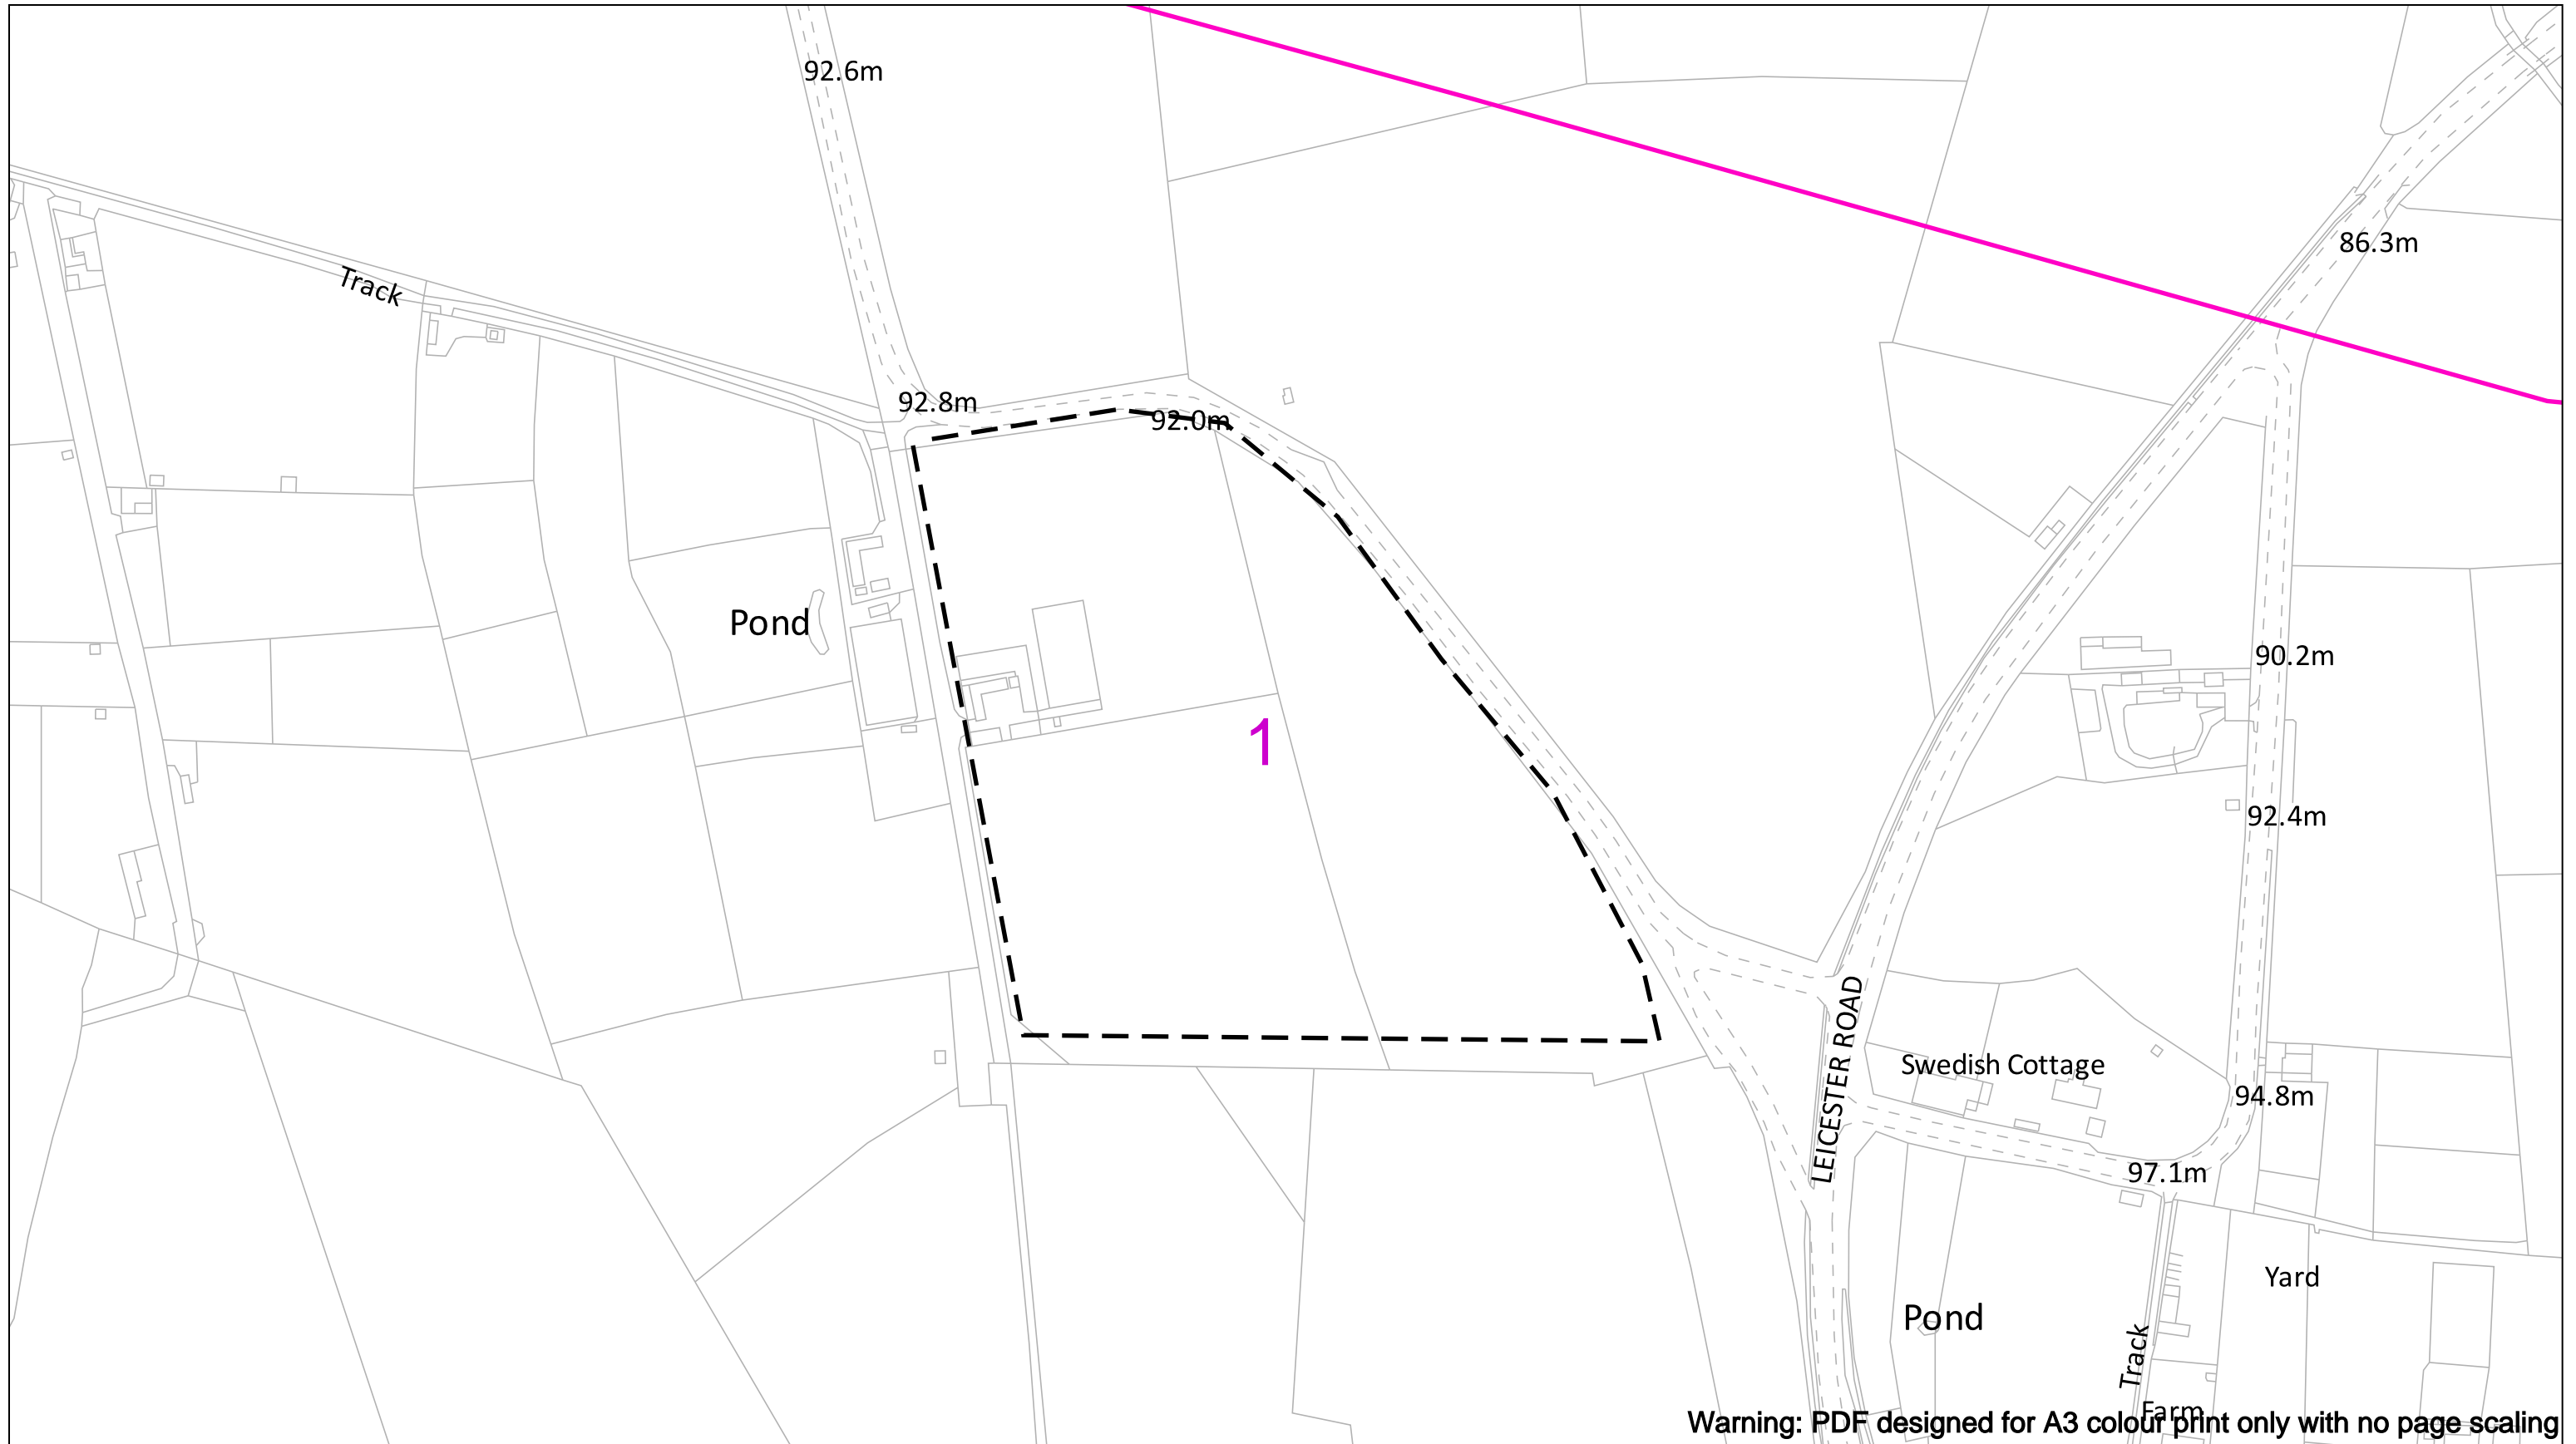 92.6m
86.3m
Track
92.8m
92.0m
Pond
90.2m
1
92.4m
LEICESTER ROAD
Swedish Cottage
94.8m
97.1m
Yard
Pond
Track
Farm
Warning: PDF designed for A3 colour print only with no page scaling